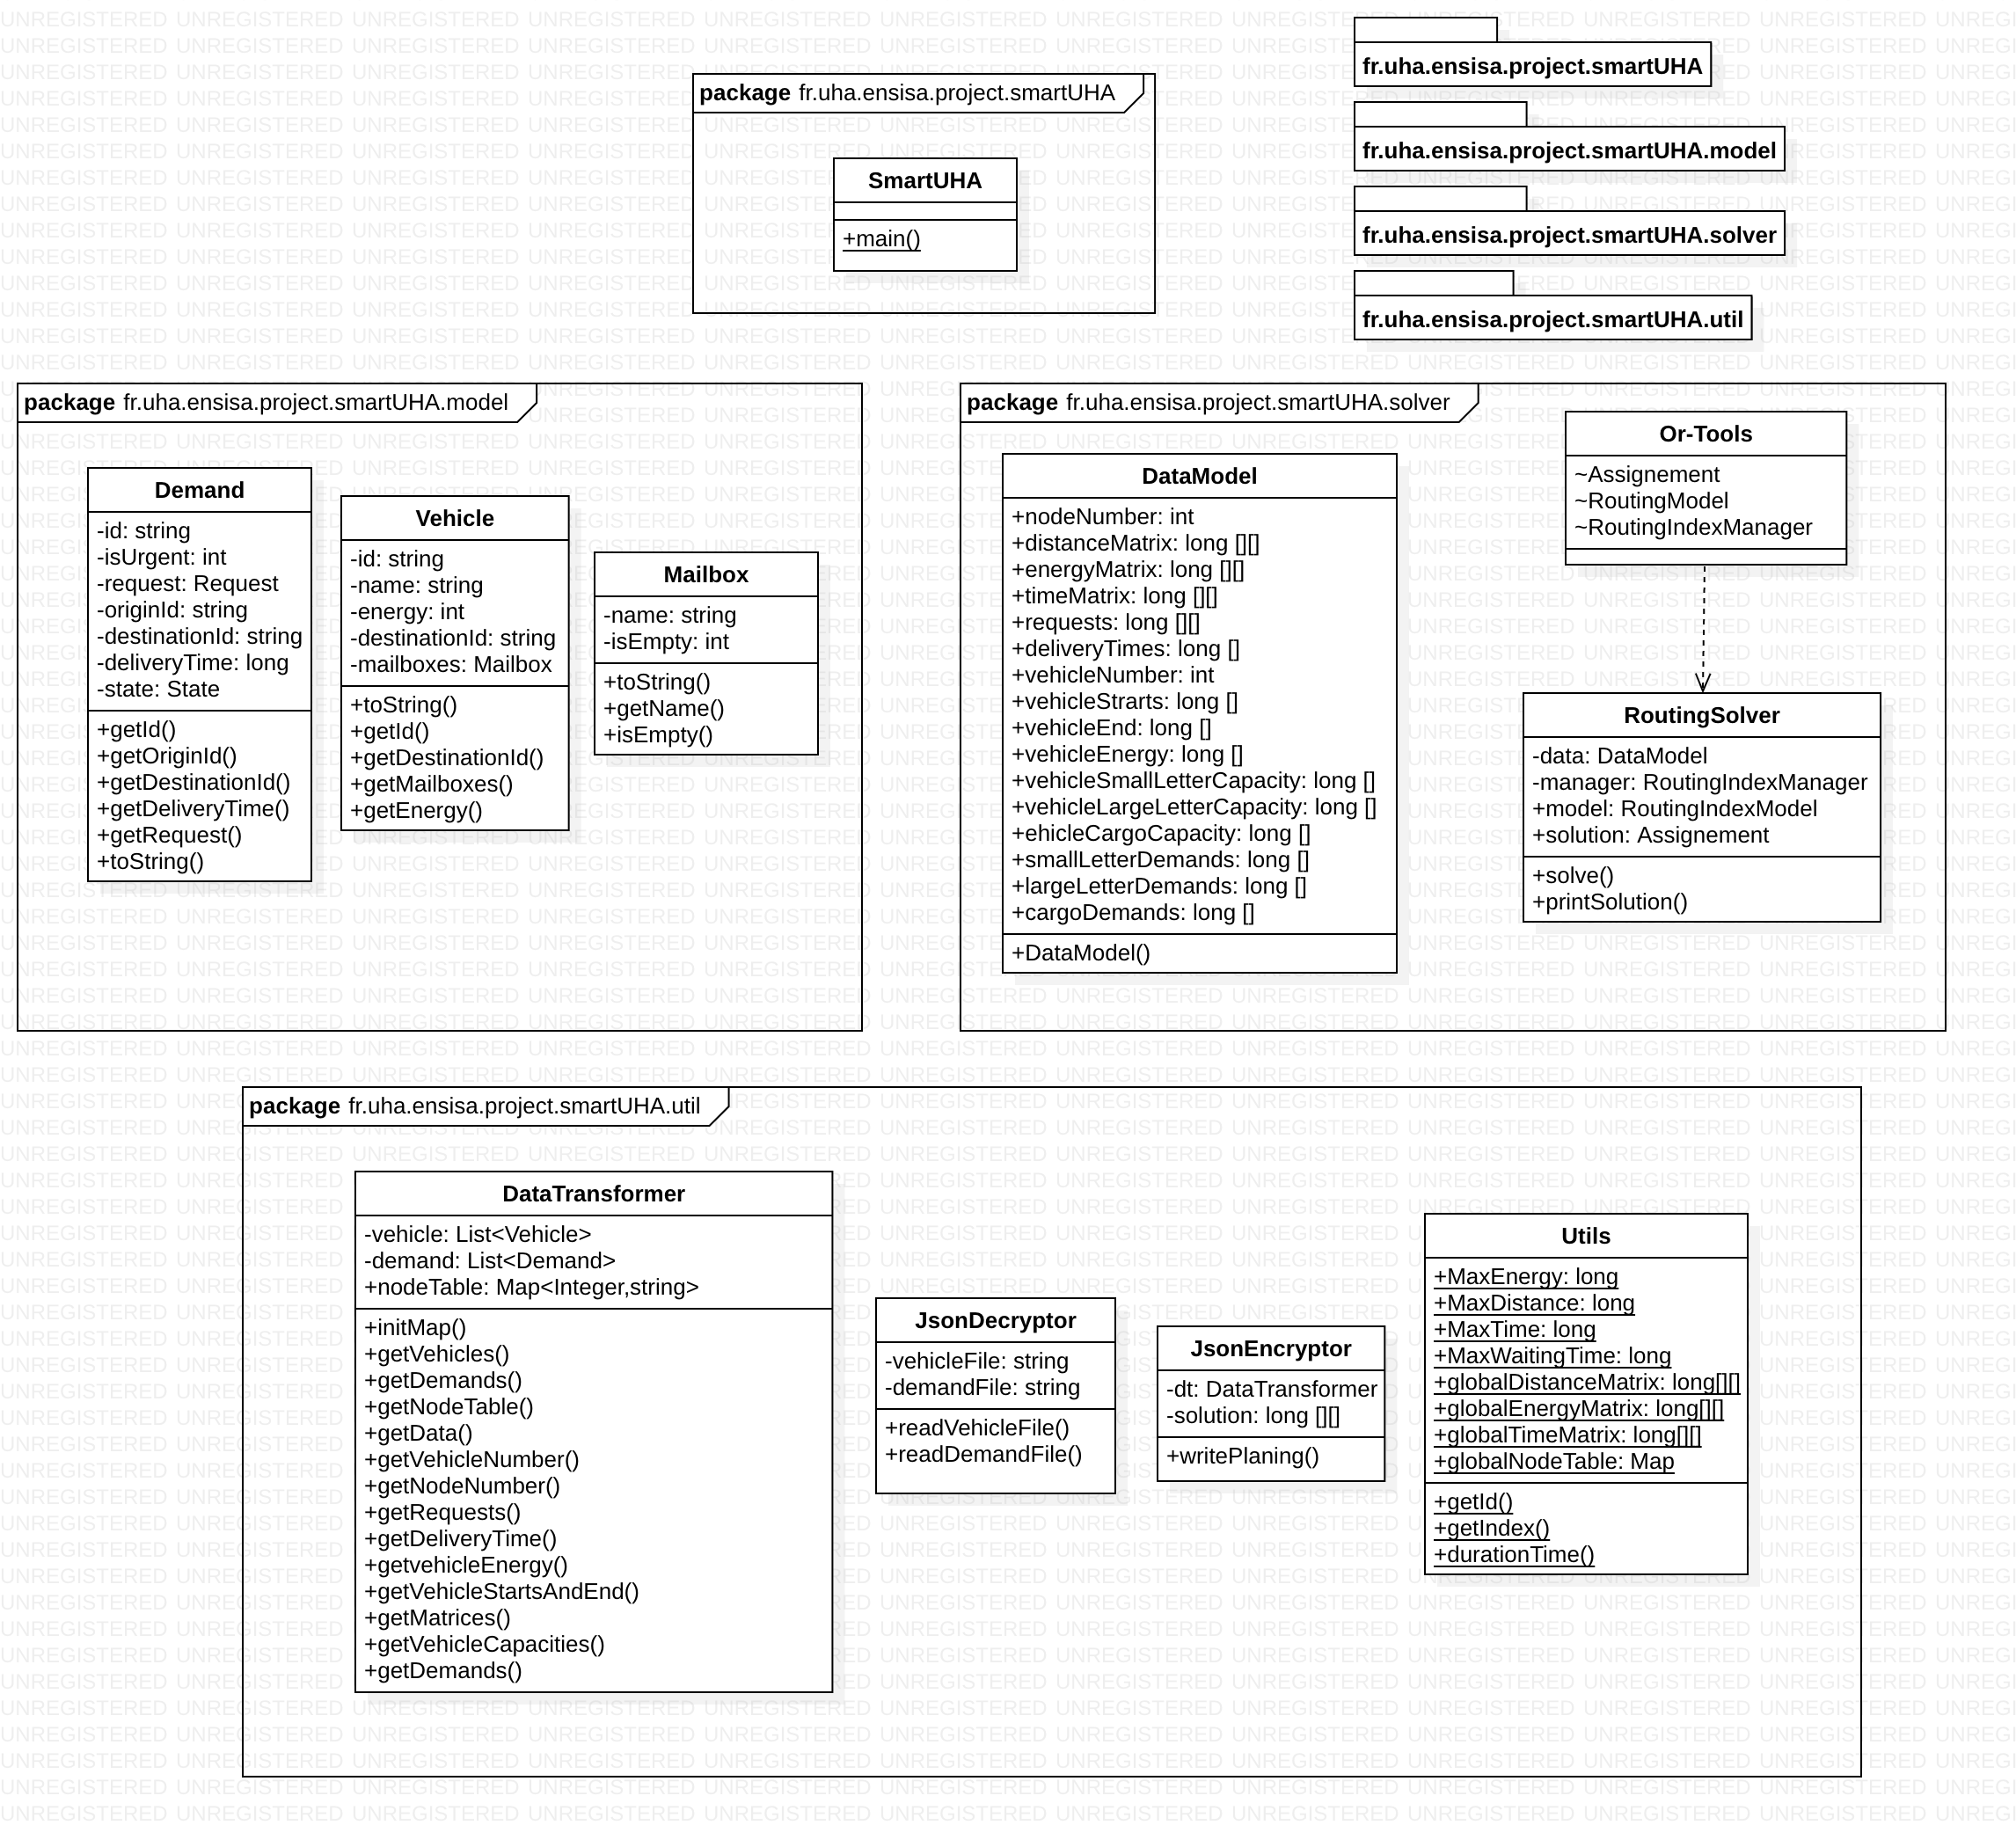 package fr.uha.ensisa.project.smartUHA
SmartUHA
+main()
fr.uha.ensisa.project.smartUHA
fr.uha.ensisa.project.smartUHA.model
fr.uha.ensisa.project.smartUHA.solver
fr.uha.ensisa.project.smartUHA.util
package fr.uha.ensisa.project.smartUHA.model
Demand
-id: string
-isUrgent: int
-request: Request
-originId: string
-destinationId: string
-deliveryTime: long
-state: State
+getId()
+getOriginId()
+getDestinationId()
+getDeliveryTime()
+getRequest()
+toString()
Vehicle
-id: string
-name: string
-energy: int
-destinationId: string
-mailboxes: Mailbox
+toString()
+getId()
+getDestinationId()
+getMailboxes()
+getEnergy()
Mailbox
-name: string
-isEmpty: int
+toString()
+getName()
+isEmpty()
package fr.uha.ensisa.project.smartUHA.solver
DataModel
+nodeNumber: int
+distanceMatrix: long [][]
+energyMatrix: long [][]
+timeMatrix: long [][]
+requests: long [][]
+deliveryTimes: long []
+vehicleNumber: int
+vehicleStrarts: long []
+vehicleEnd: long []
+vehicleEnergy: long []
+vehicleSmallLetterCapacity: long []
+vehicleLargeLetterCapacity: long []
+ehicleCargoCapacity: long []
+smallLetterDemands: long []
+largeLetterDemands: long []
+cargoDemands: long []
+DataModel()
Or-Tools
~Assignement
~RoutingModel
~RoutingIndexManager
RoutingSolver
-data: DataModel
-manager: RoutingIndexManager
+model: RoutingIndexModel
+solution: Assignement
+solve()
+printSolution()
package fr.uha.ensisa.project.smartUHA.util
DataTransformer
-vehicle: List<Vehicle>
-demand: List<Demand>
+nodeTable: Map<Integer,string>
+initMap()
+getVehicles()
+getDemands()
+getNodeTable()
+getData()
+getVehicleNumber()
+getNodeNumber()
+getRequests()
+getDeliveryTime()
+getvehicleEnergy()
+getVehicleStartsAndEnd()
+getMatrices()
+getVehicleCapacities()
+getDemands()
JsonDecryptor
-vehicleFile: string
-demandFile: string
+readVehicleFile()
+readDemandFile()
JsonEncryptor
-dt: DataTransformer
-solution: long [][]
+writePlaning()
Utils
+MaxEnergy: long
+MaxDistance: long
+MaxTime: long
+MaxWaitingTime: long
+globalDistanceMatrix: long[][]
+globalEnergyMatrix: long[][]
+globalTimeMatrix: long[][]
+globalNodeTable: Map
+getId()
+getIndex()
+durationTime()